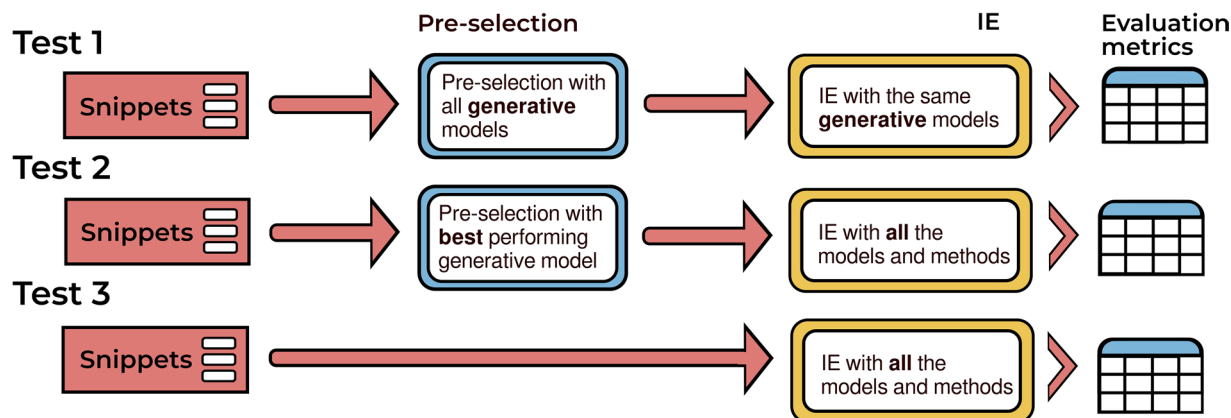 Pre-selection
IE
Evaluation
metrics
Test 1
Snippets
Pre-selection with
all generative
models
IE with the same
generative models
Test 2
Snippets
Pre-selection with
best performing
generative model
IE with all the
models and methods
Test 3
Snippets
IE with all the
models and methods